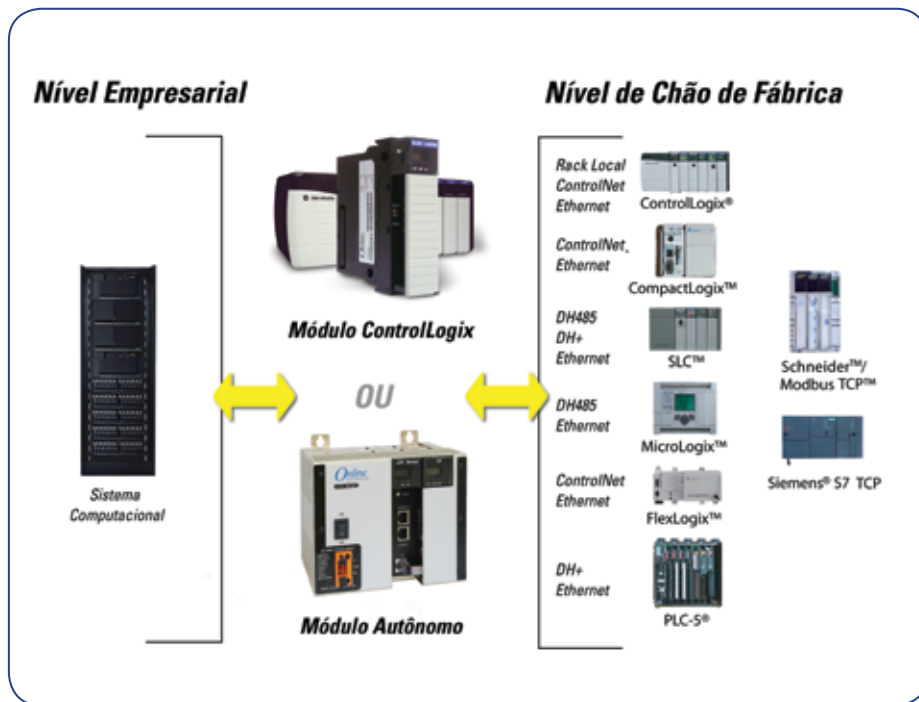 Nível Empresarial
Nível de Chão de Fábrica
Sistema
Computacional
Módulo ControlLogix
OU
Online
Módulo Autônomo
Rack Local
ControlNet
Ethernet
ControlLogix®
ControlNet
Ethernet
CompactLogix™
DH485
DH+
Ethernet
SLC™
DH485
Ethernet
MicroLogix™
ControlNet
Ethernet
FlexLogix™
DH+
Ethernet
PLC-5®
Schneider™/
Modbus TCP™
Siemens® S7 TCP